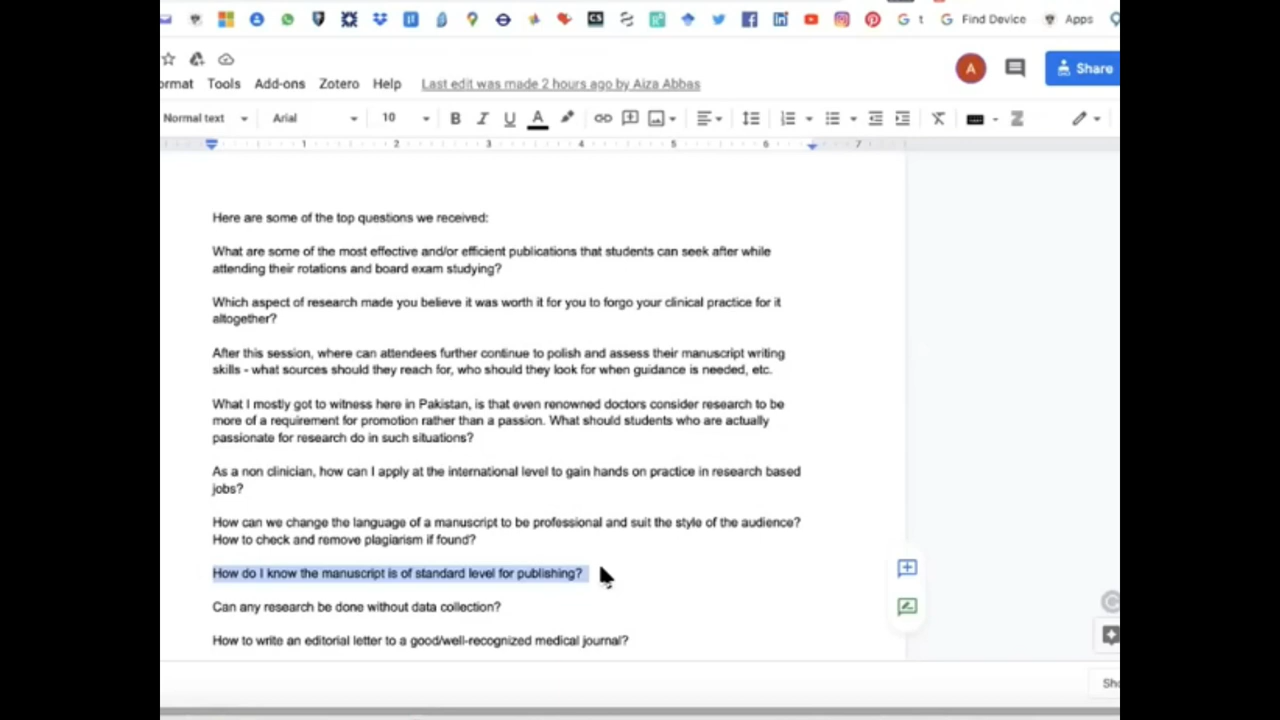 G t
G Find Device
Apps
CS
R
A
Share
ormat Tools Add-ons Zotero Help Last edit was made 2 hours ago by Aiza Abbas
Normal text Arial 10 B I U A Z
1 2 3 4 5 6 7
Here are some of the top questions we received:
What are some of the most effective and/or efficient publications that students can seek after while
attending their rotations and board exam studying?
Which aspect of research made you believe it was worth it for you to forgo your clinical practice for it
altogether?
After this session, where can attendees further continue to polish and assess their manuscript writing
skills - what sources should they reach for, who should they look for when guidance is needed, etc.
What I mostly got to witness here in Pakistan, is that even renowned doctors consider research to be
more of a requirement for promotion rather than a passion. What should students who are actually
passionate for research do in such situations?
As a non clinician, how can I apply at the international level to gain hands on practice in research based
jobs?
How can we change the language of a manuscript to be professional and suit the style of the audience?
How to check and remove plagiarism if found?
How do I know the manuscript is of standard level for publishing?
Can any research be done without data collection?
How to write an editorial letter to a good/well-recognized medical journal?
Sho